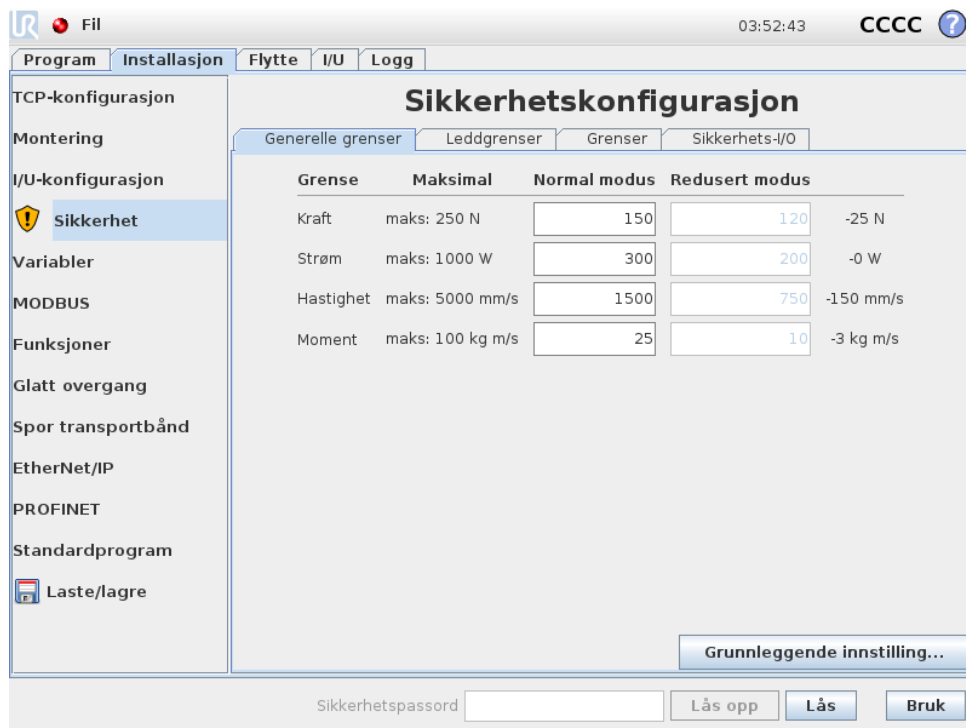 UR Fil 03:52:43 CCCC ?
Program Installasjon Flytte I/U Logg
TCP-konfigurasjon
Montering
I/U-konfigurasjon
Sikkerhet
Variabler
MODBUS
Funksjoner
Glatt overgang
Spor transportbånd
EtherNet/IP
PROFINET
Standardprogram
Laste/lagre
Sikkerhetskonfigurasjon
Generelle grenser Leddgrenser Grenser Sikkerhets-I/O
Grense Maksimal Normal modus Redusert modus
Kraft maks: 250 N 150 120 -25 N
Strøm maks: 1000 W 300 200 -0 W
Hastighet maks: 5000 mm/s 1500 750 -150 mm/s
Moment maks: 100 kg m/s 25 10 -3 kg m/s
Grunnleggende innstilling...
Sikkerhetspassord Lås opp Lås Bruk